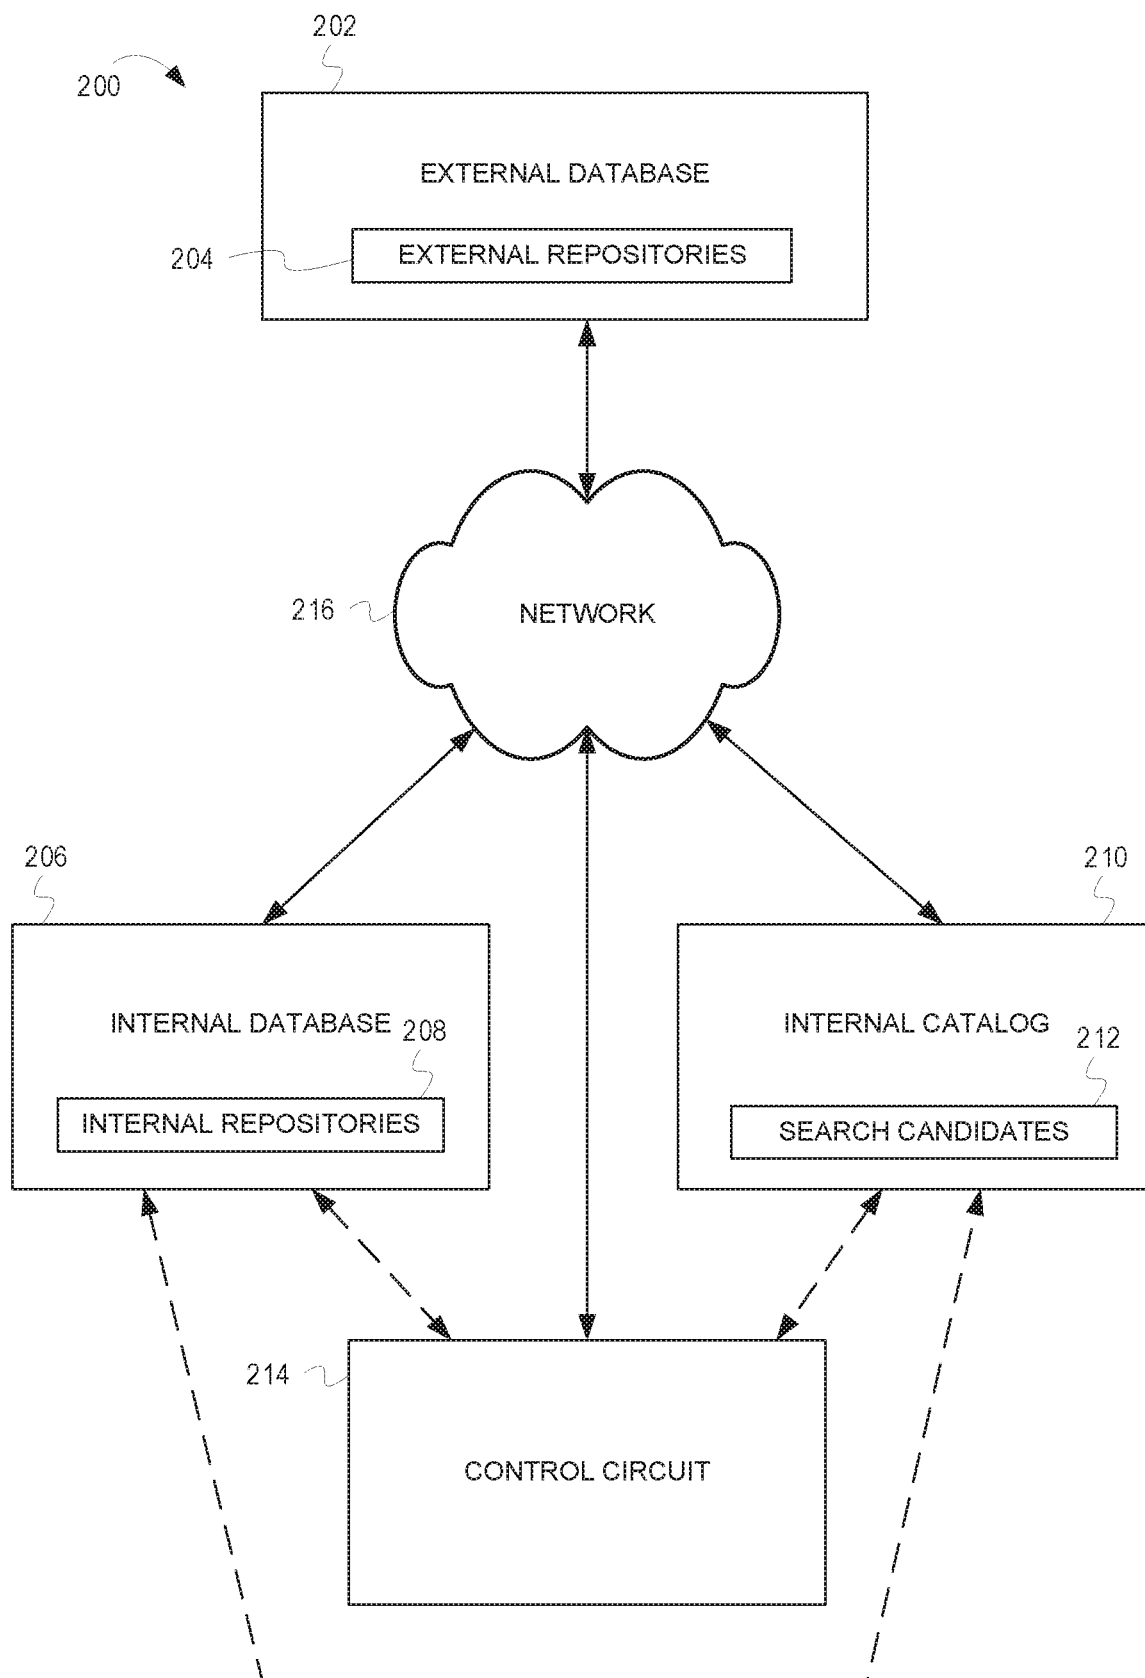 202
200
EXTERNAL DATABASE
204
EXTERNAL REPOSITORIES
216
NETWORK
206
210
INTERNAL DATABASE
208
INTERNAL CATALOG
212
INTERNAL REPOSITORIES
SEARCH CANDIDATES
214
CONTROL CIRCUIT